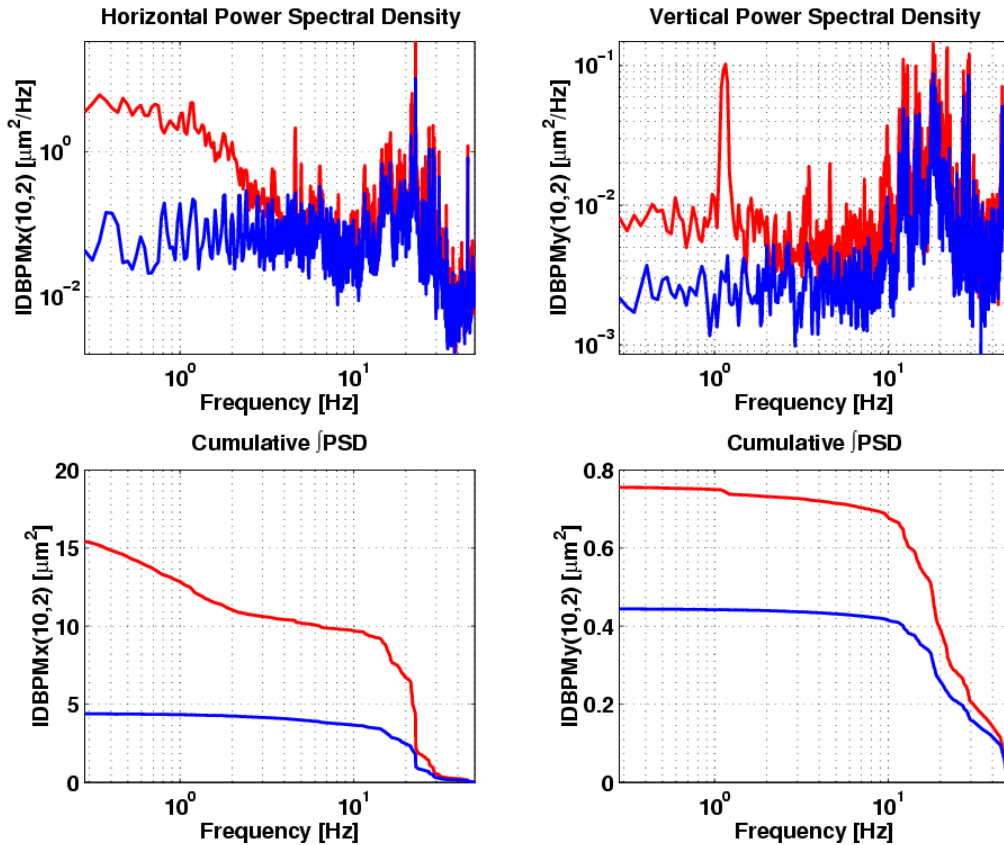 Horizontal Power Spectral Density
IDBPMx(10,2) [μm²/Hz]
10⁰
10⁻²
10⁰
10¹
Frequency [Hz]
Vertical Power Spectral Density
IDBPMy(10,2) [μm²/Hz]
10⁻¹
10⁻²
10⁻³
10⁰
10¹
Frequency [Hz]
Cumulative ∫PSD
IDBPMx(10,2) [μm²]
20
15
10
5
0
10⁰
10¹
Frequency [Hz]
Cumulative ∫PSD
IDBPMy(10,2) [μm²]
0.8
0.6
0.4
0.2
0
10⁰
10¹
Frequency [Hz]